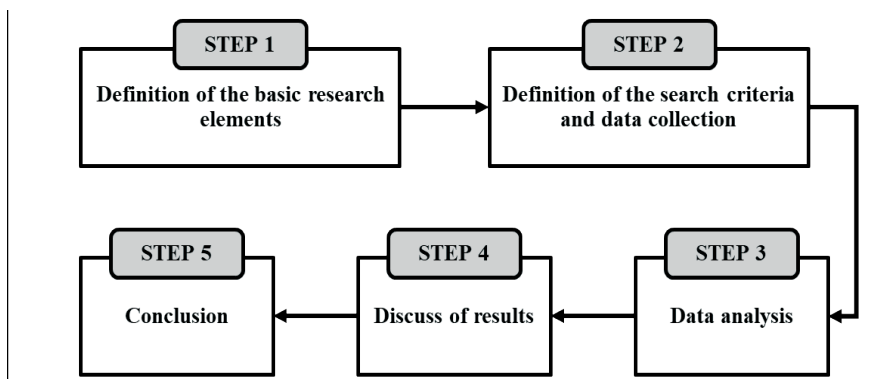 STEP 1
Definition of the basic research
elements
STEP 2
Definition of the search criteria
and data collection
STEP 3
Data analysis
STEP 4
Discuss of results
STEP 5
Conclusion